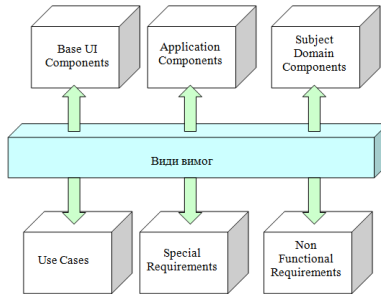 Base UI
Components
Application
Components
Subject
Domain
Components
Види вимог
Use Cases
Special
Requirements
Non
Functional
Requirements